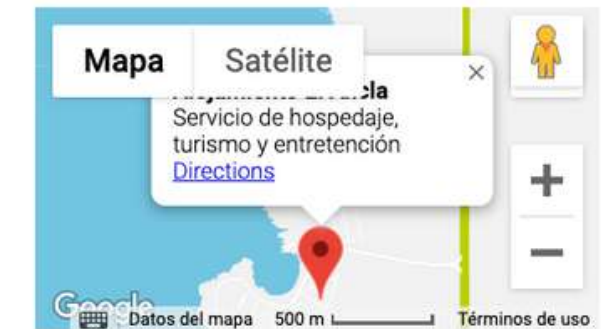 Mapa
Satélite
Servicio de hospedaje,
turismo y entretención
Directions
Google
Datos del mapa
500 m
Términos de uso